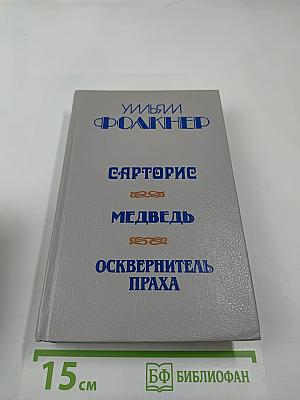 УИЛЬЯМ
ФОЛКНЕР
САРТОРИС
МЕДВЕДЬ
ОСКВЕРНИТЕЛЬ
ПРАХА
15 см
БФ БИБЛИОФАН